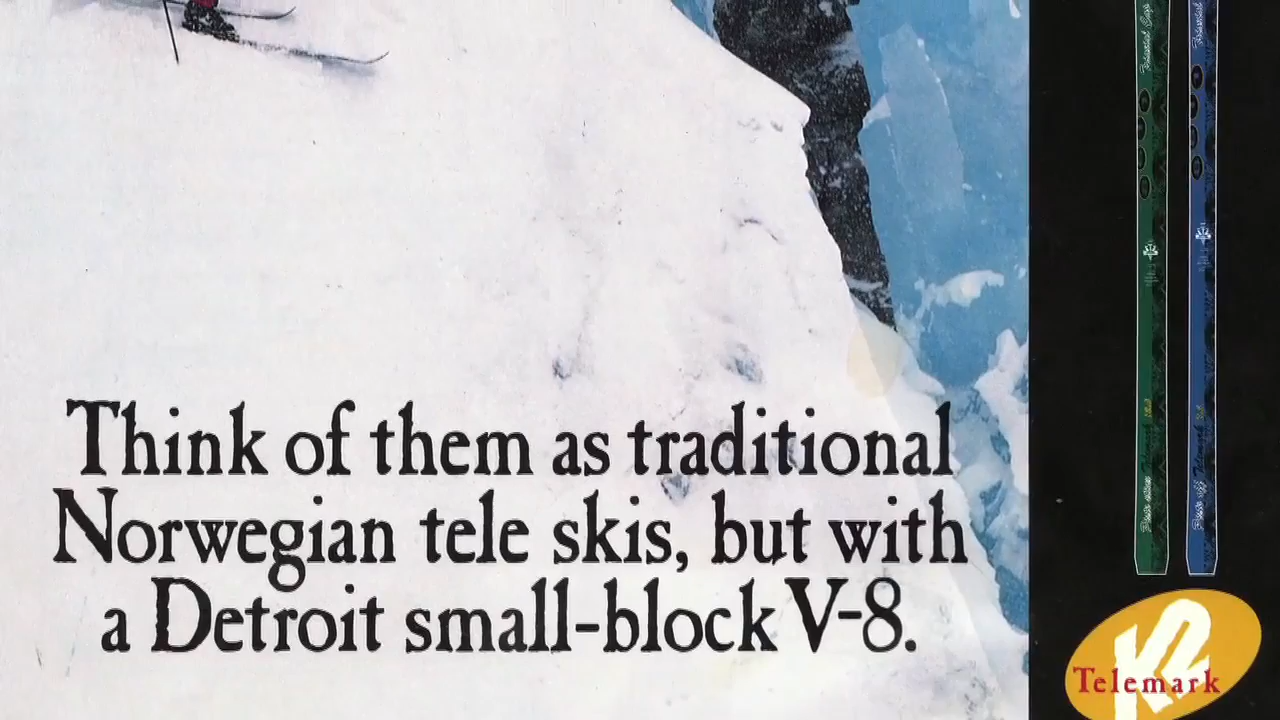 Think of them as traditional
Norwegian tele skis, but with
a Detroit small-block V-8.
K2
Telemark